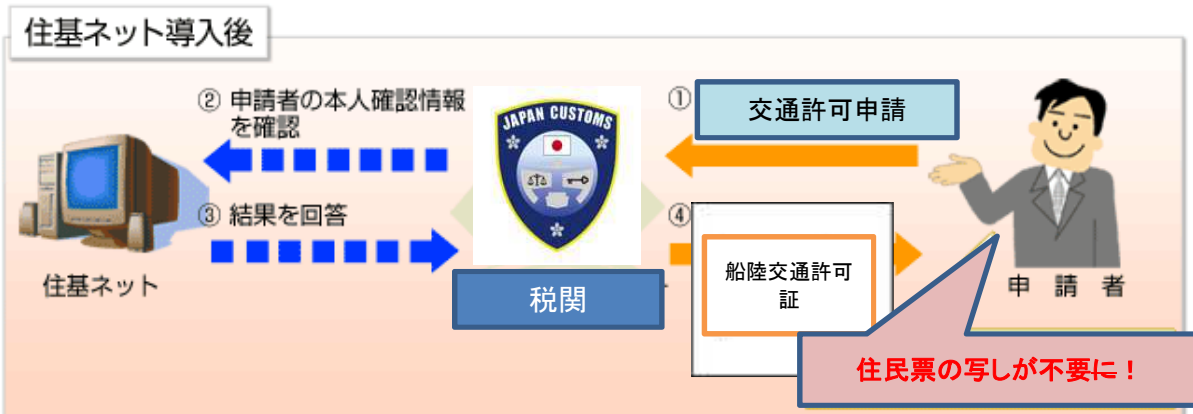 住基ネット導入後
② 申請者の本人確認情報
を確認
JAPAN CUSTOMS
①
交通許可申請
③ 結果を回答
④
船陸交通許可
証
住基ネット
税関
申 請 者
住民票の写しが不要に！